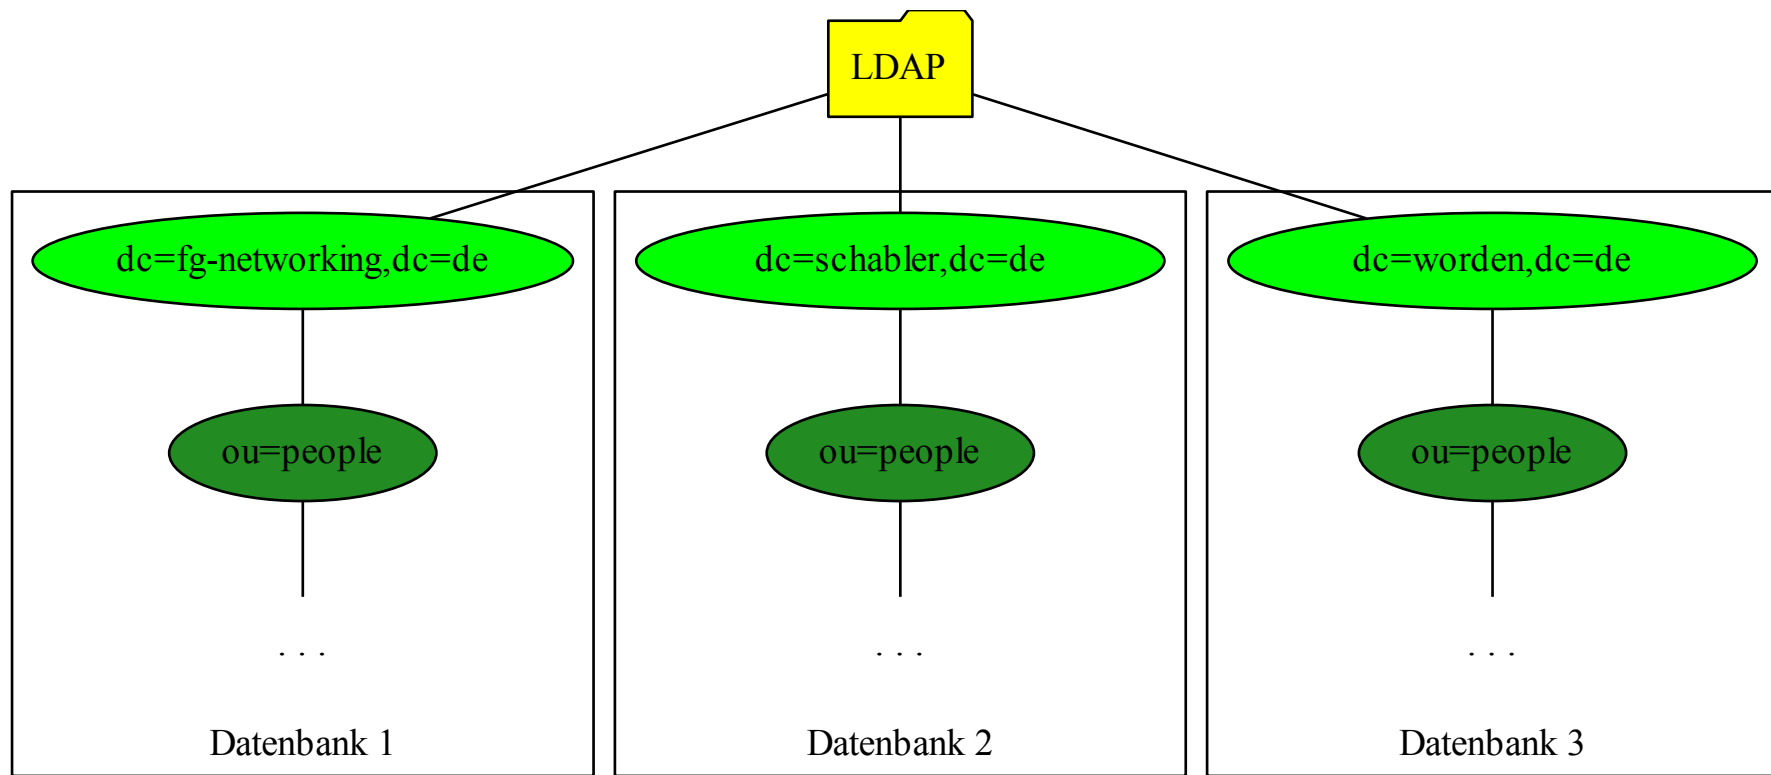 LDAP
dc=fg-networking,dc=de
dc=schabler,dc=de
dc=worden,dc=de
ou=people
ou=people
ou=people
. . .
. . .
. . .
Datenbank 1
Datenbank 2
Datenbank 3